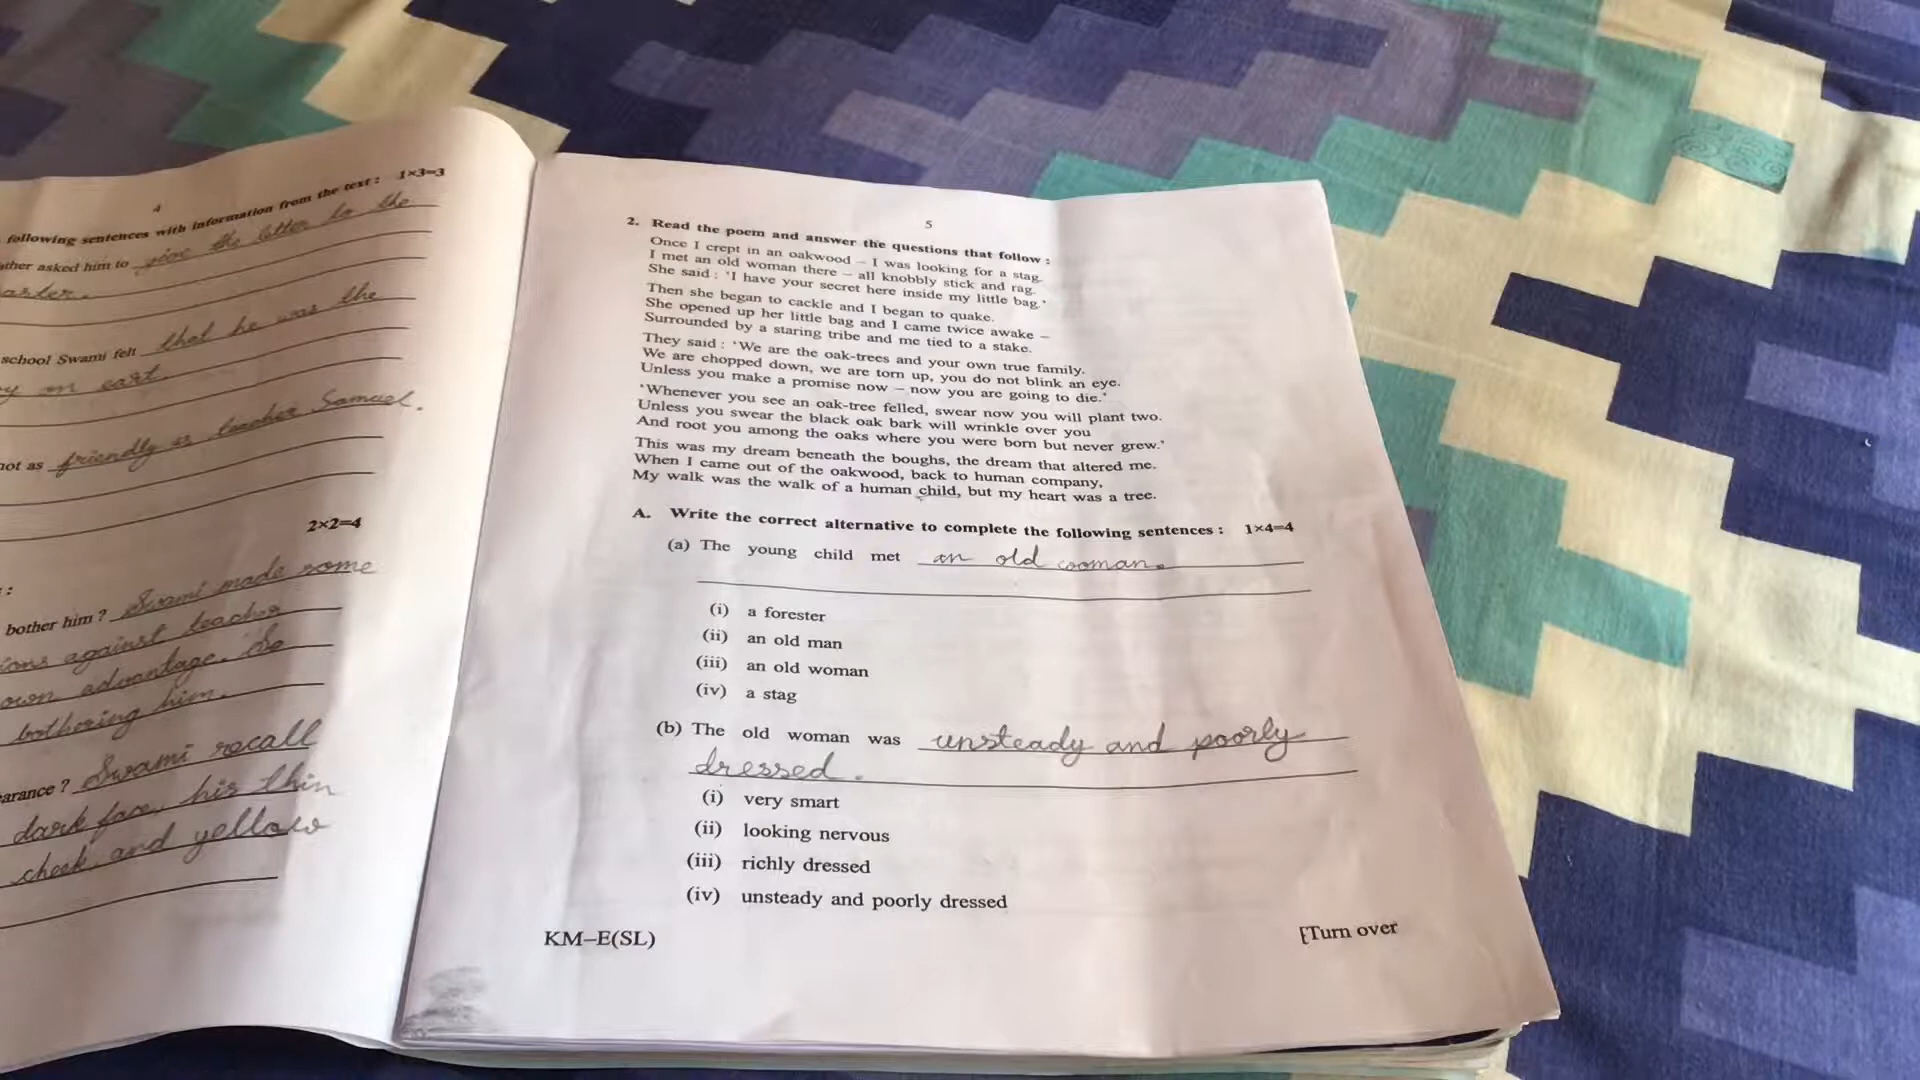 4
following sentences with information from the text : 1×3=3
ather asked him to give the letter to the
aster.
school Swami felt that he was the
on eart
not as friendly as teacher Samuel.
2×2=4
:
bother him ? Swami made some
ions against teacher
own advantage. So
bothering him.
earance ? Swami recall
dark face, his thin
cheek, and yellow
5
2. Read the poem and answer the questions that follow :
Once I crept in an oakwood – I was looking for a stag.
I met an old woman there – all knobbly stick and rag.
She said : 'I have your secret here inside my little bag.'
Then she began to cackle and I began to quake.
She opened up her little bag and I came twice awake –
Surrounded by a staring tribe and me tied to a stake.
They said : 'We are the oak-trees and your own true family.
We are chopped down, we are torn up, you do not blink an eye.
Unless you make a promise now – now you are going to die.'
'Whenever you see an oak-tree felled, swear now you will plant two.
Unless you swear the black oak bark will wrinkle over you
And root you among the oaks where you were born but never grew.'
This was my dream beneath the boughs, the dream that altered me.
When I came out of the oakwood, back to human company,
My walk was the walk of a human child, but my heart was a tree.
A. Write the correct alternative to complete the following sentences : 1×4=4
(a) The young child met an old woman.
(i) a forester
(ii) an old man
(iii) an old woman
(iv) a stag
(b) The old woman was unsteady and poorly
dressed.
(i) very smart
(ii) looking nervous
(iii) richly dressed
(iv) unsteady and poorly dressed
KM–E(SL)
[Turn over